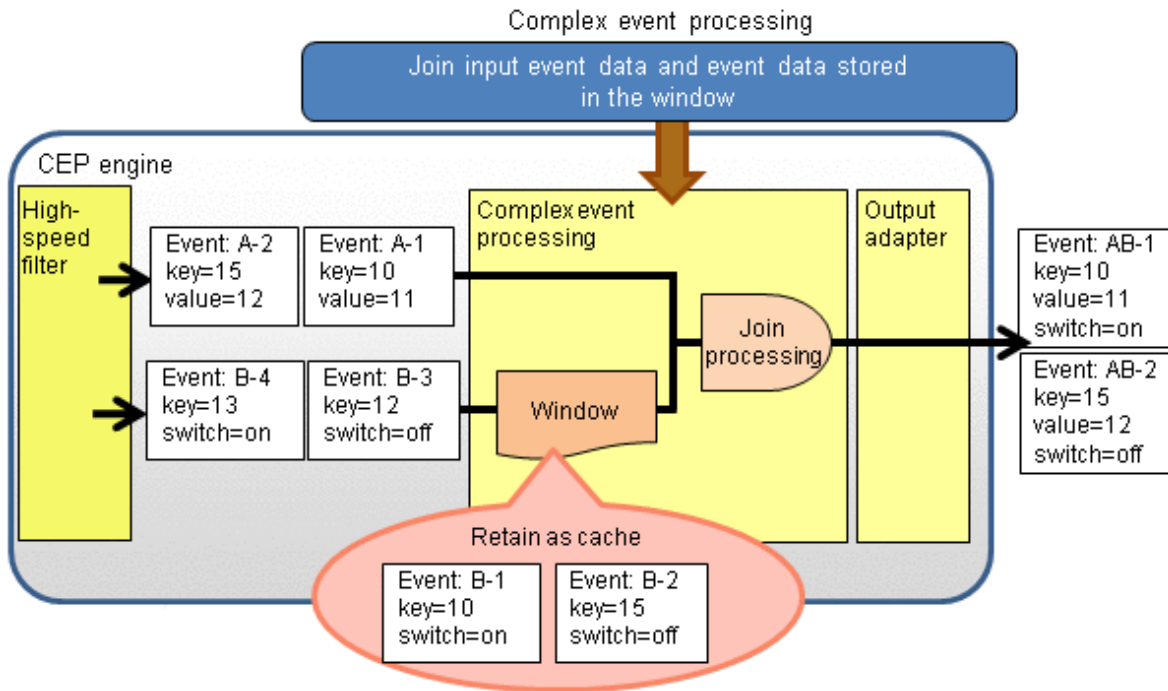 Complex event processing
Join input event data and event data stored
in the window
CEP engine
High-
speed
filter
Event: A-2
key=15
value=12
Event: A-1
key=10
value=11
Event: B-4
key=13
switch=on
Event: B-3
key=12
switch=off
Complex event
processing
Window
Join
processing
Output
adapter
Event: AB-1
key=10
value=11
switch=on
Event: AB-2
key=15
value=12
switch=off
Retain as cache
Event: B-1
key=10
switch=on
Event: B-2
key=15
switch=off